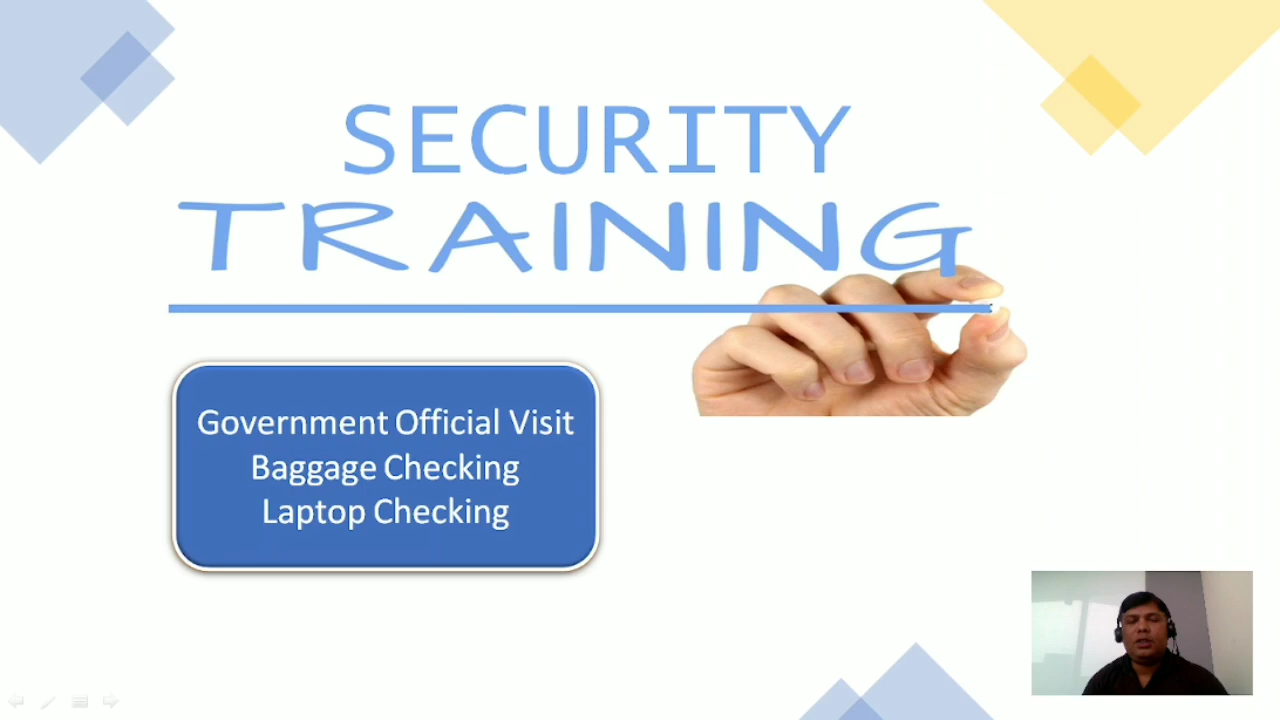 SECURITY
TRAINING
Government Official Visit
Baggage Checking
Laptop Checking